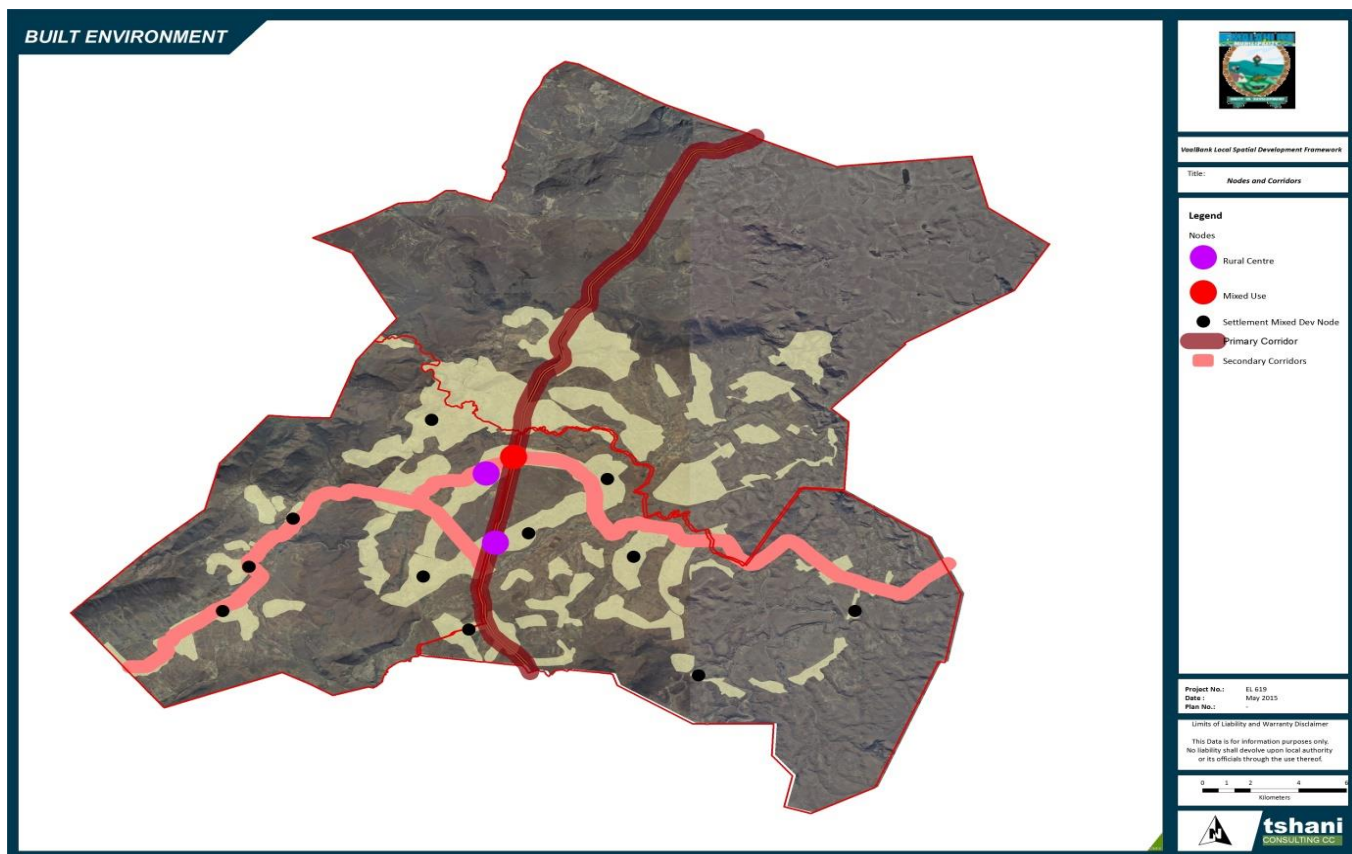 BUILT ENVIRONMENT
VaalBank Local Spatial Development Framework
Title:
Nodes and Corridors
Legend
Nodes
Rural Centre
Mixed Use
Settlement Mixed Dev Node
Primary Corridor
Secondary Corridors
Project No.: EL 619
Date : May 2015
Plan No.: -
Limits of Liability and Warranty Disclaimer
This Data is for information purposes only.
No liability shall devolve upon local authority
or its officials through the use thereof.
0 1 2 4 6
Kilometers
N
tshani
CONSULTING CC